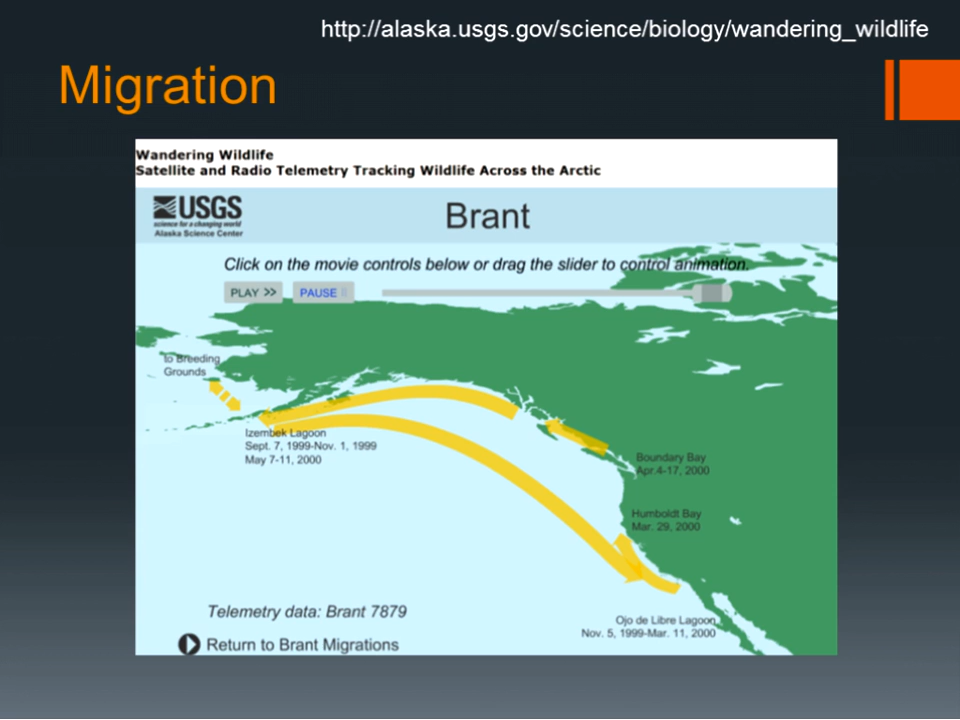 http://alaska.usgs.gov/science/biology/wandering_wildlife
Migration
Wandering Wildlife
Satellite and Radio Telemetry Tracking Wildlife Across the Arctic
USGS
science for a changing world
Alaska Science Center
Brant
Click on the movie controls below or drag the slider to control animation.
PLAY >>
PAUSE II
to Breeding
Grounds
Izembek Lagoon
Sept. 7, 1999-Nov. 1, 1999
May 7-11, 2000
Boundary Bay
Apr.4-17, 2000
Humboldt Bay
Mar. 29, 2000
Ojo de Libre Lagoon
Nov. 5, 1999-Mar. 11, 2000
Telemetry data: Brant 7879
Return to Brant Migrations